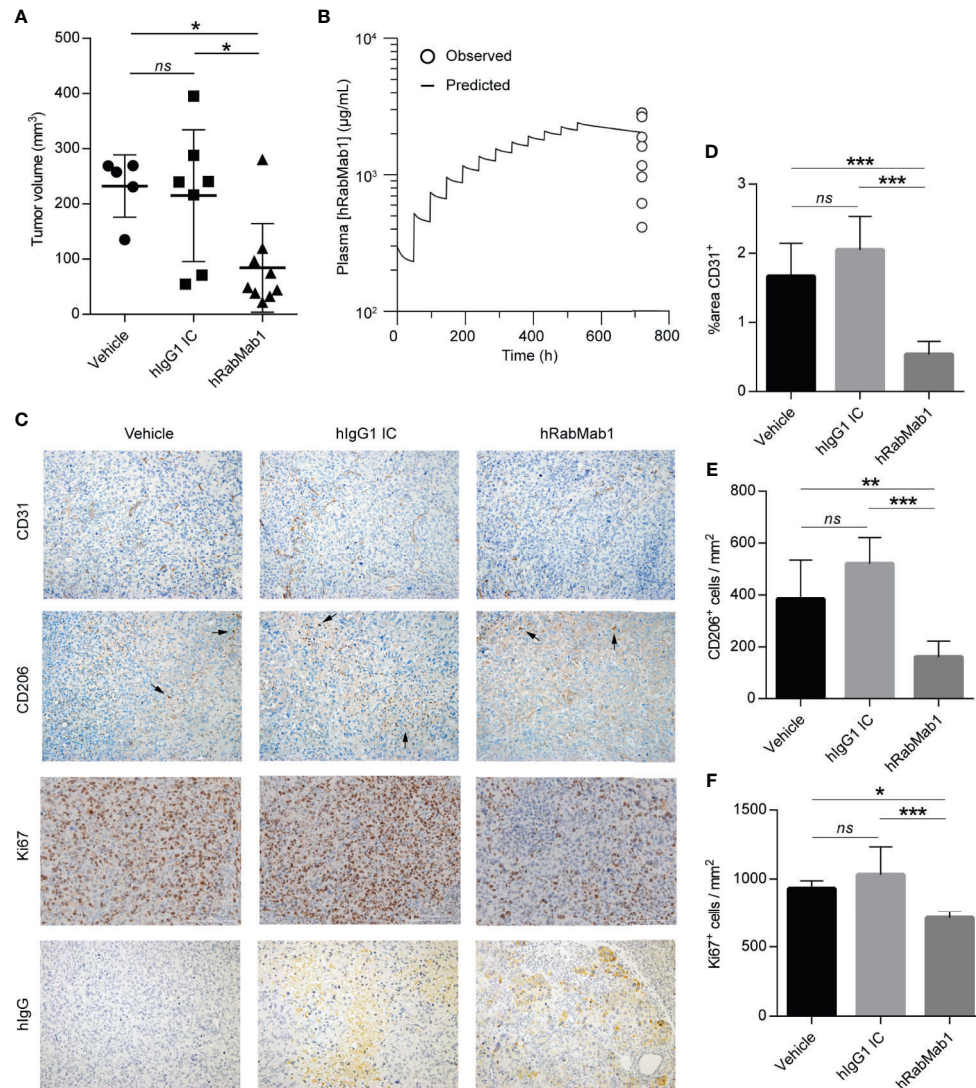 A
Tumor volume (mm³)
500
400
300
200
100
0
*
*
ns
Vehicle
hIgG1 IC
hRabMab1
B
Plasma [hRabMab1] (µg/mL)
10⁴
10³
10²
Observed
Predicted
0 200 400 600 800
Time (h)
C
Vehicle hIgG1 IC hRabMab1
CD31
CD206
Ki67
hIgG
D
%area CD31⁺
3
2
1
0
***
***
ns
Vehicle
hIgG1 IC
hRabMab1
E
CD206⁺ cells / mm²
800
600
400
200
0
**
***
ns
Vehicle
hIgG1 IC
hRabMab1
F
Ki67⁺ cells / mm²
1500
1000
500
0
*
***
ns
Vehicle
hIgG1 IC
hRabMab1